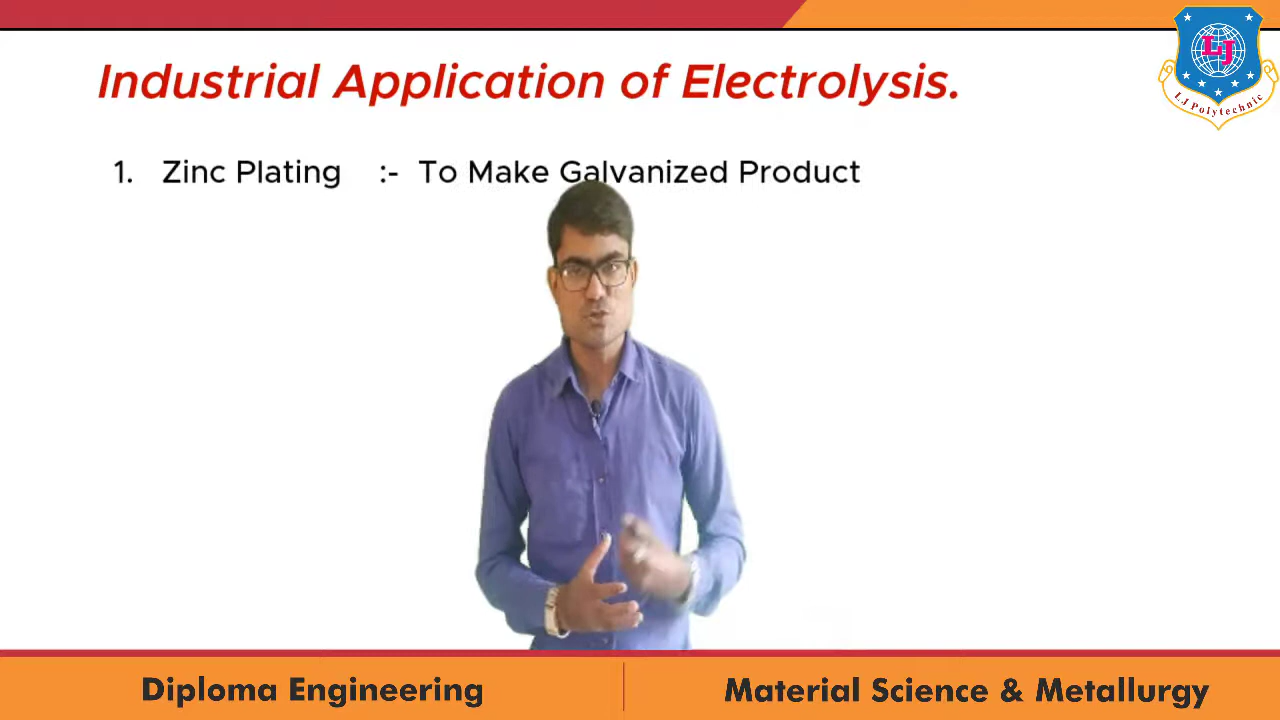 Industrial Application of Electrolysis.
LJ
L J Polytechnic
1. Zinc Plating :- To Make Galvanized Product
Diploma Engineering
Material Science & Metallurgy